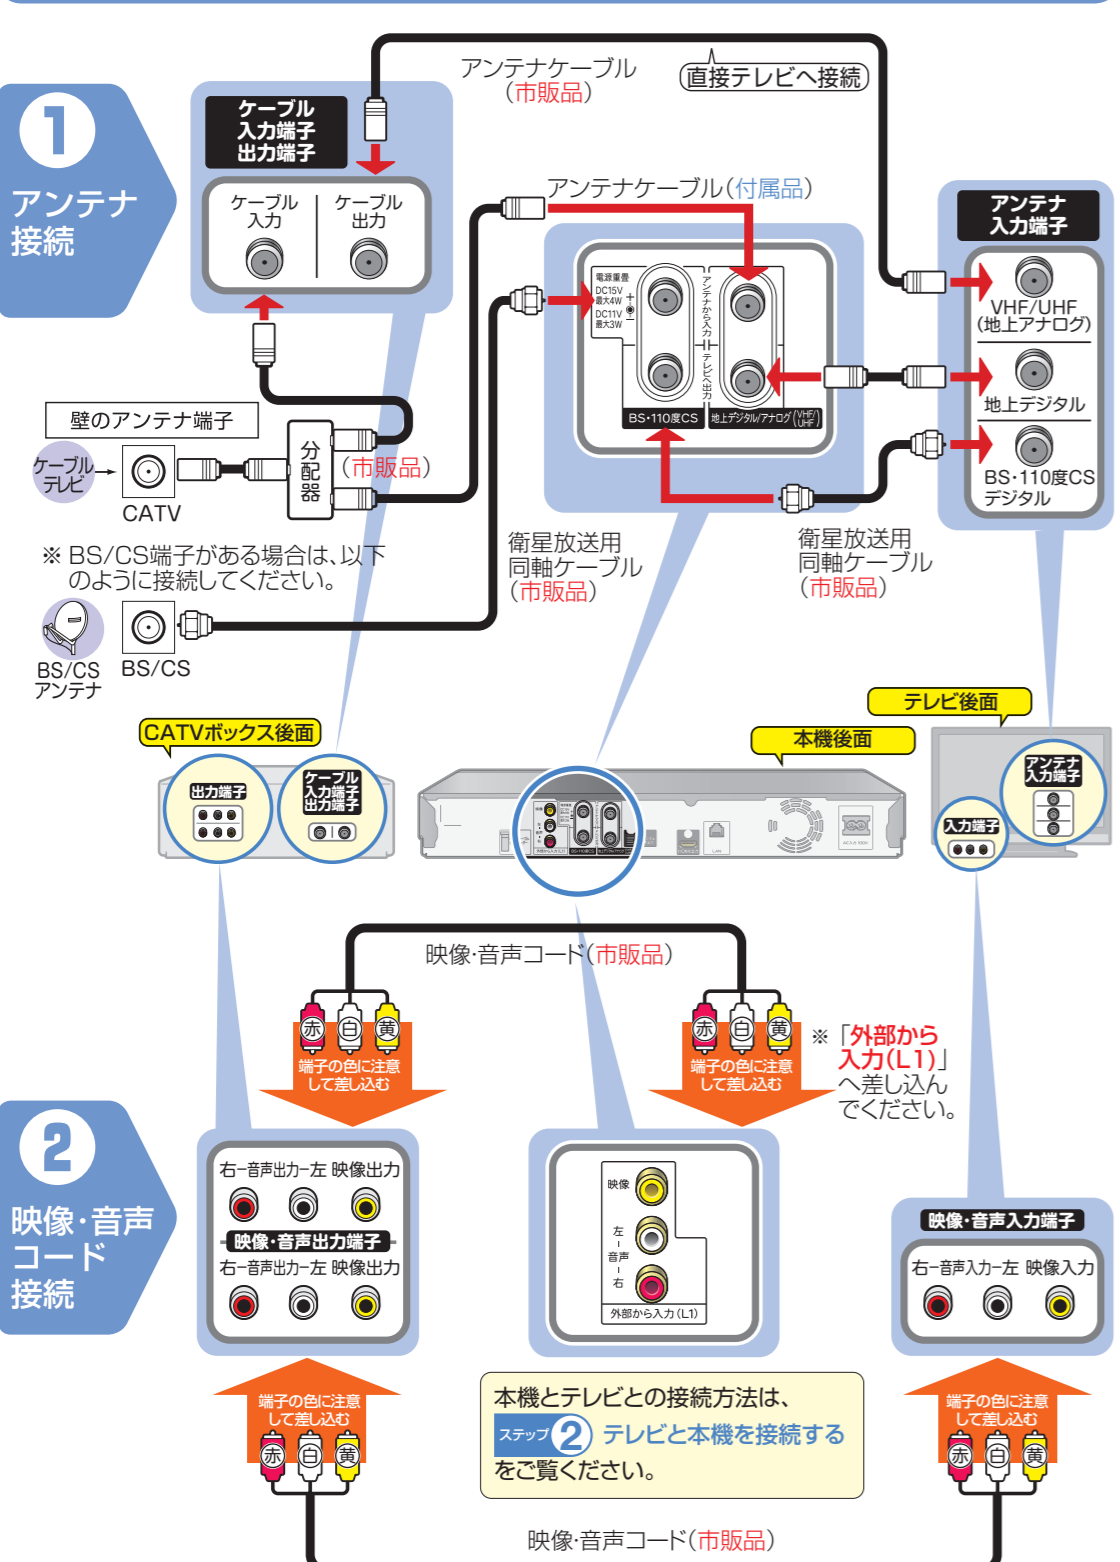 1
アンテナ
接続
ケーブル
入力端子
出力端子
アンテナケーブル
(市販品)
直接テレビへ接続
ケーブル
入力
ケーブル
出力
アンテナケーブル(付属品)
アンテナ
入力端子
電源重畳
DC15V
最大4W
DC11V
最大3W
アンテナから入力
テレビへ出力
BS・110度CS
地上デジタル/アナログ(VHF/UHF)
VHF/UHF
(地上アナログ)
地上デジタル
BS・110度CS
デジタル
壁のアンテナ端子
ケーブル
テレビ
CATV
分配器
(市販品)
※ BS/CS端子がある場合は、以下
のように接続してください。
BS/CS
アンテナ
BS/CS
衛星放送用
同軸ケーブル
(市販品)
衛星放送用
同軸ケーブル
(市販品)
CATVボックス後面
本機後面
テレビ後面
出力端子
ケーブル
入力端子
出力端子
アンテナ
入力端子
入力端子
映像・音声コード(市販品)
赤 白 黄
端子の色に注意
して差し込む
赤 白 黄
端子の色に注意
して差し込む
※「外部から
入力(L1)」
へ差し込ん
でください。
2
映像・音声
コード
接続
右ー音声出力ー左 映像出力
映像・音声出力端子
右ー音声出力ー左 映像出力
映像
左ー音声ー右
外部から入力(L1)
映像・音声入力端子
右ー音声入力ー左 映像入力
端子の色に注意
して差し込む
赤 白 黄
本機とテレビとの接続方法は、
ステップ2 テレビと本機を接続する
をご覧ください。
端子の色に注意
して差し込む
赤 白 黄
映像・音声コード(市販品)